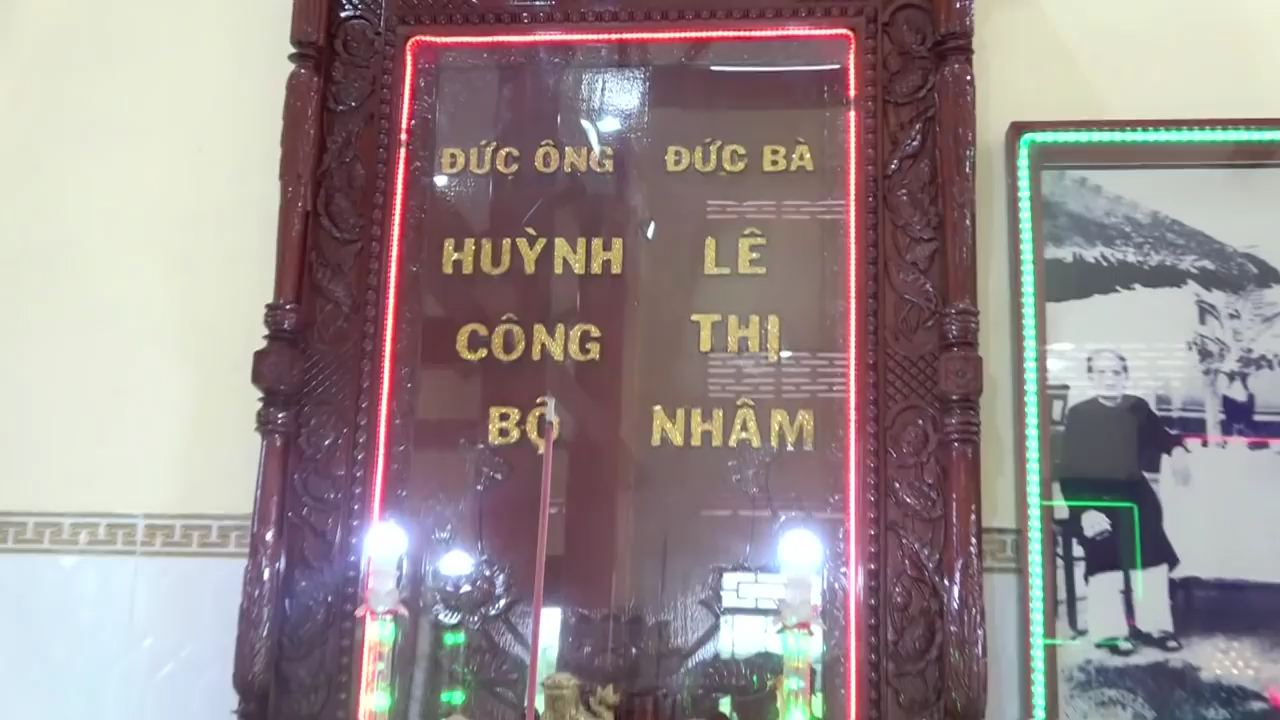 ĐỨC ÔNG
HUỲNH
CÔNG
BỘ
ĐỨC BÀ
LÊ
THỊ
NHÂM